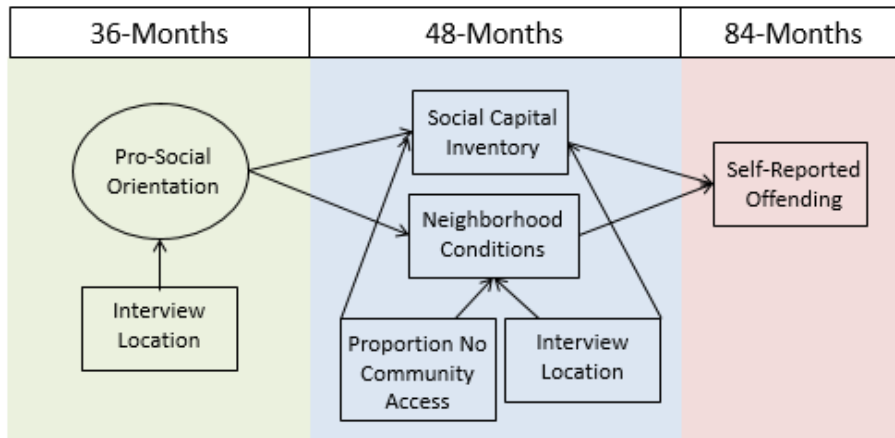 36-Months
48-Months
84-Months
Pro-Social
Orientation
Interview
Location
Social Capital
Inventory
Neighborhood
Conditions
Proportion No
Community
Access
Interview
Location
Self-Reported
Offending